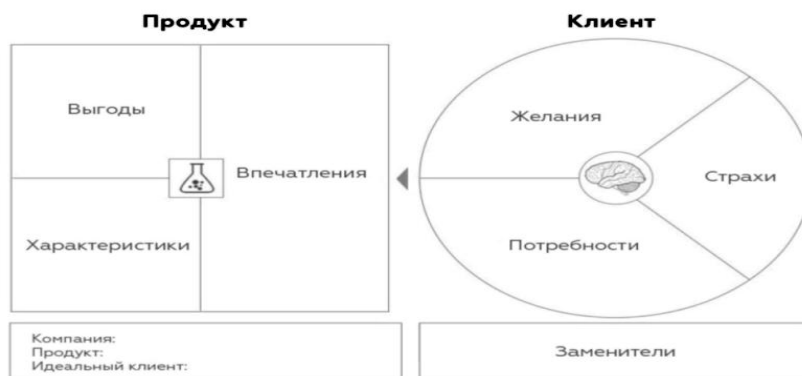 Продукт
Клиент
Выгоды
Впечатления
Характеристики
Желания
Страхи
Потребности
Компания:
Продукт:
Идеальный клиент:
Заменители